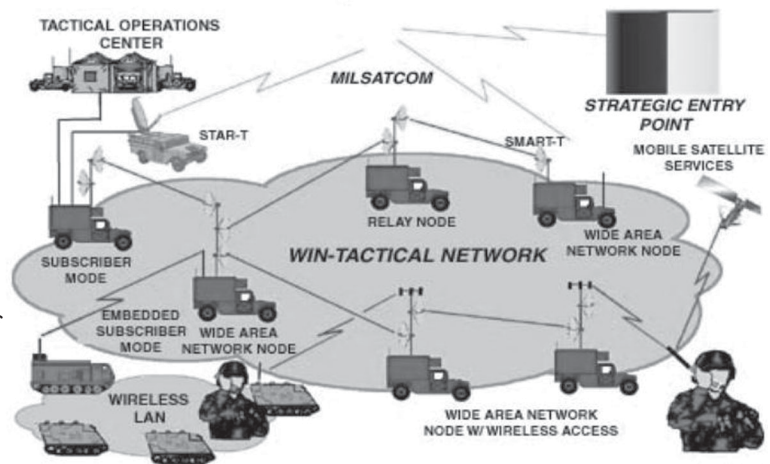 TACTICAL OPERATIONS
CENTER
MILSATCOM
STRATEGIC ENTRY
POINT
STAR-T
SMART-T
MOBILE SATELLITE
SERVICES
RELAY NODE
WIDE AREA
NETWORK NODE
SUBSCRIBER
MODE
WIN-TACTICAL NETWORK
EMBEDDED
SUBSCRIBER
MODE
WIDE AREA
NETWORK NODE
WIRELESS
LAN
WIDE AREA NETWORK
NODE W/ WIRELESS ACCESS